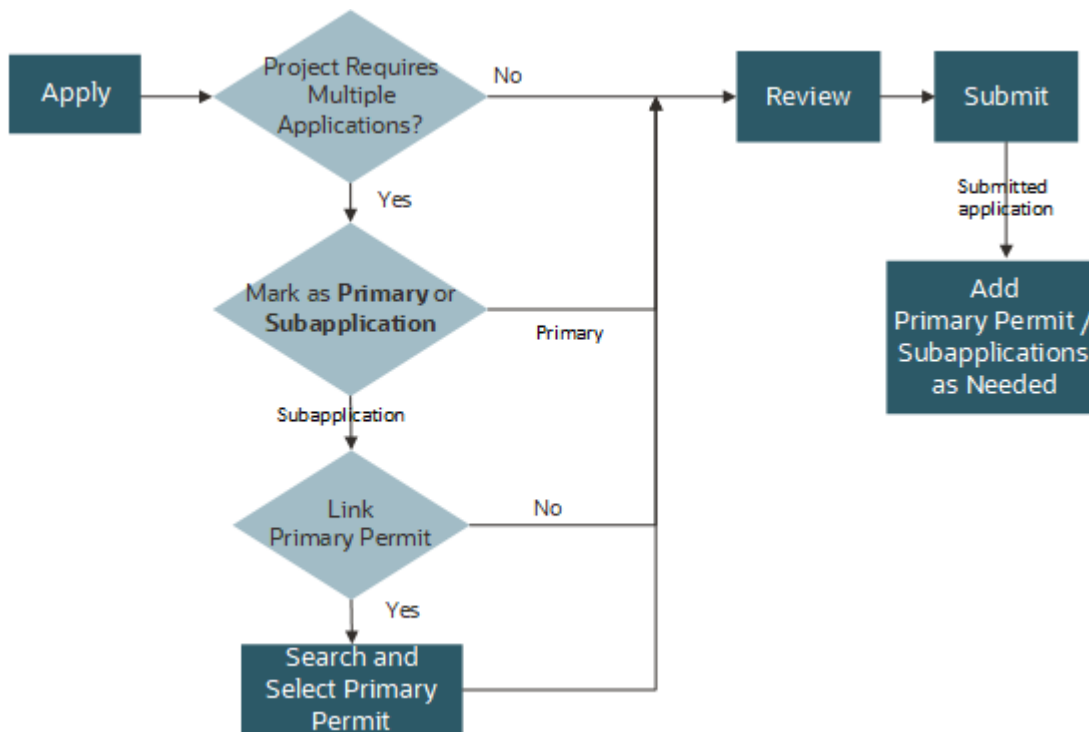 Apply
Project Requires
Multiple
Applications?
No
Review
Submit
Yes
Submitted
application
Mark as Primary or
Subapplication
Primary
Add
Primary Permit /
Subapplications
as Needed
Subapplication
Link
Primary Permit
No
Yes
Search and
Select Primary
Permit